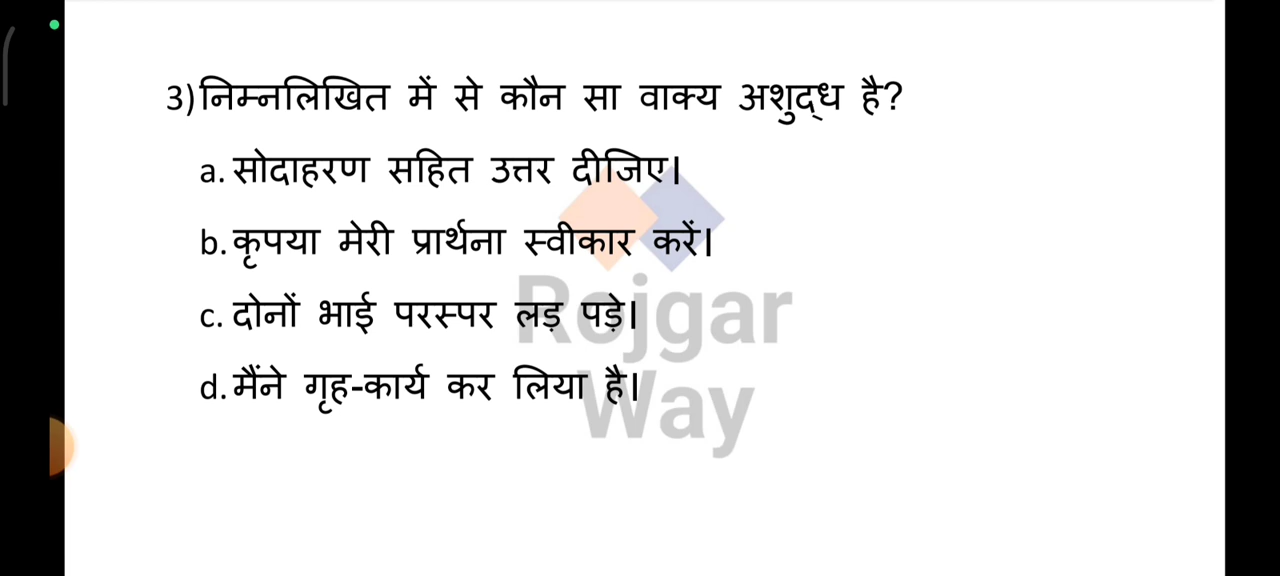 3)निम्नलिखित में से कौन सा वाक्य अशुद्ध है?
a. सोदाहरण सहित उत्तर दीजिए।
b. कृपया मेरी प्रार्थना स्वीकार करें।
c. दोनों भाई परस्पर लड़ पड़े।
d. मैंने गृह-कार्य कर लिया है।
Rojgar
Way